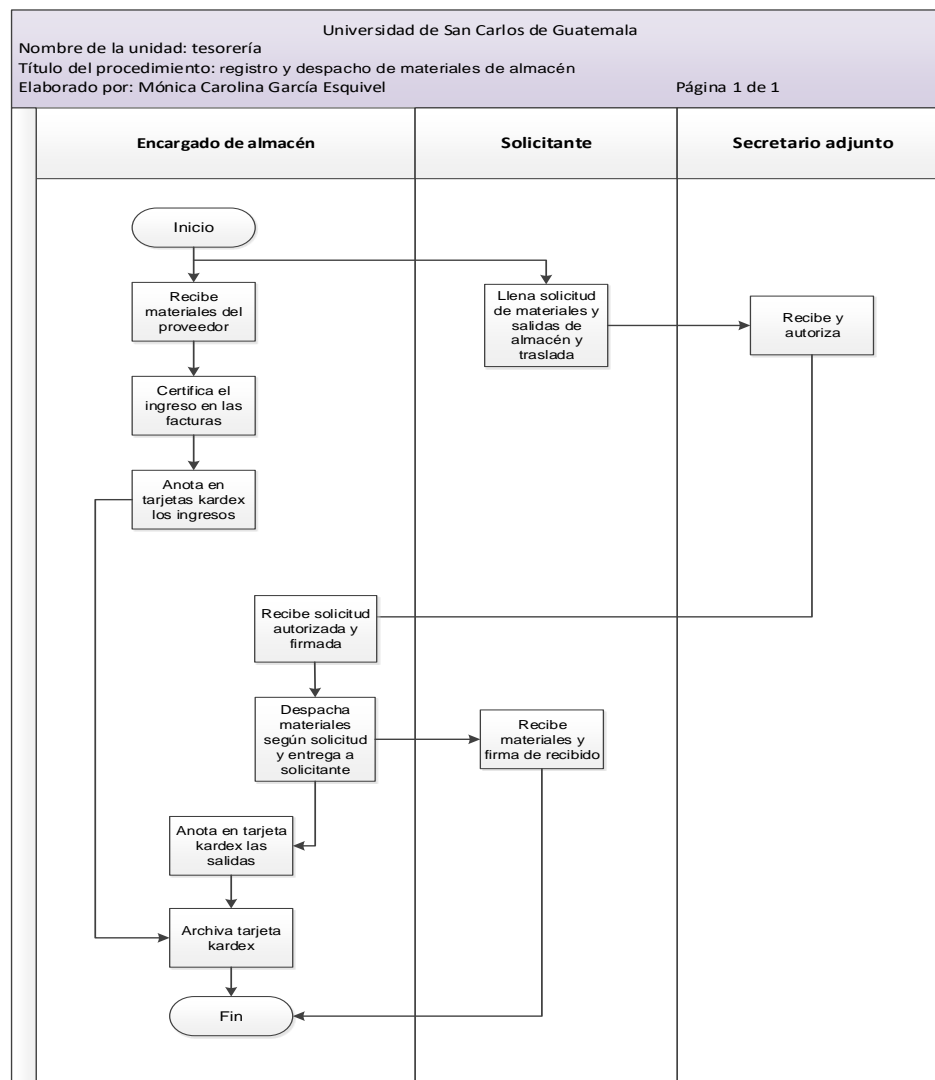 Universidad de San Carlos de Guatemala
Nombre de la unidad: tesorería
Título del procedimiento: registro y despacho de materiales de almacén
Elaborado por: Mónica Carolina García Esquivel Página 1 de 1
Encargado de almacén
Solicitante
Secretario adjunto
Inicio
Recibe
materiales del
proveedor
Llena solicitud
de materiales y
salidas de
almacén y
traslada
Recibe y
autoriza
Certifica el
ingreso en las
facturas
Anota en
tarjetas kardex
los ingresos
Recibe solicitud
autorizada y
firmada
Despacha
materiales
según solicitud
y entrega a
solicitante
Recibe
materiales y
firma de recibido
Anota en tarjeta
kardex las
salidas
Archiva tarjeta
kardex
Fin